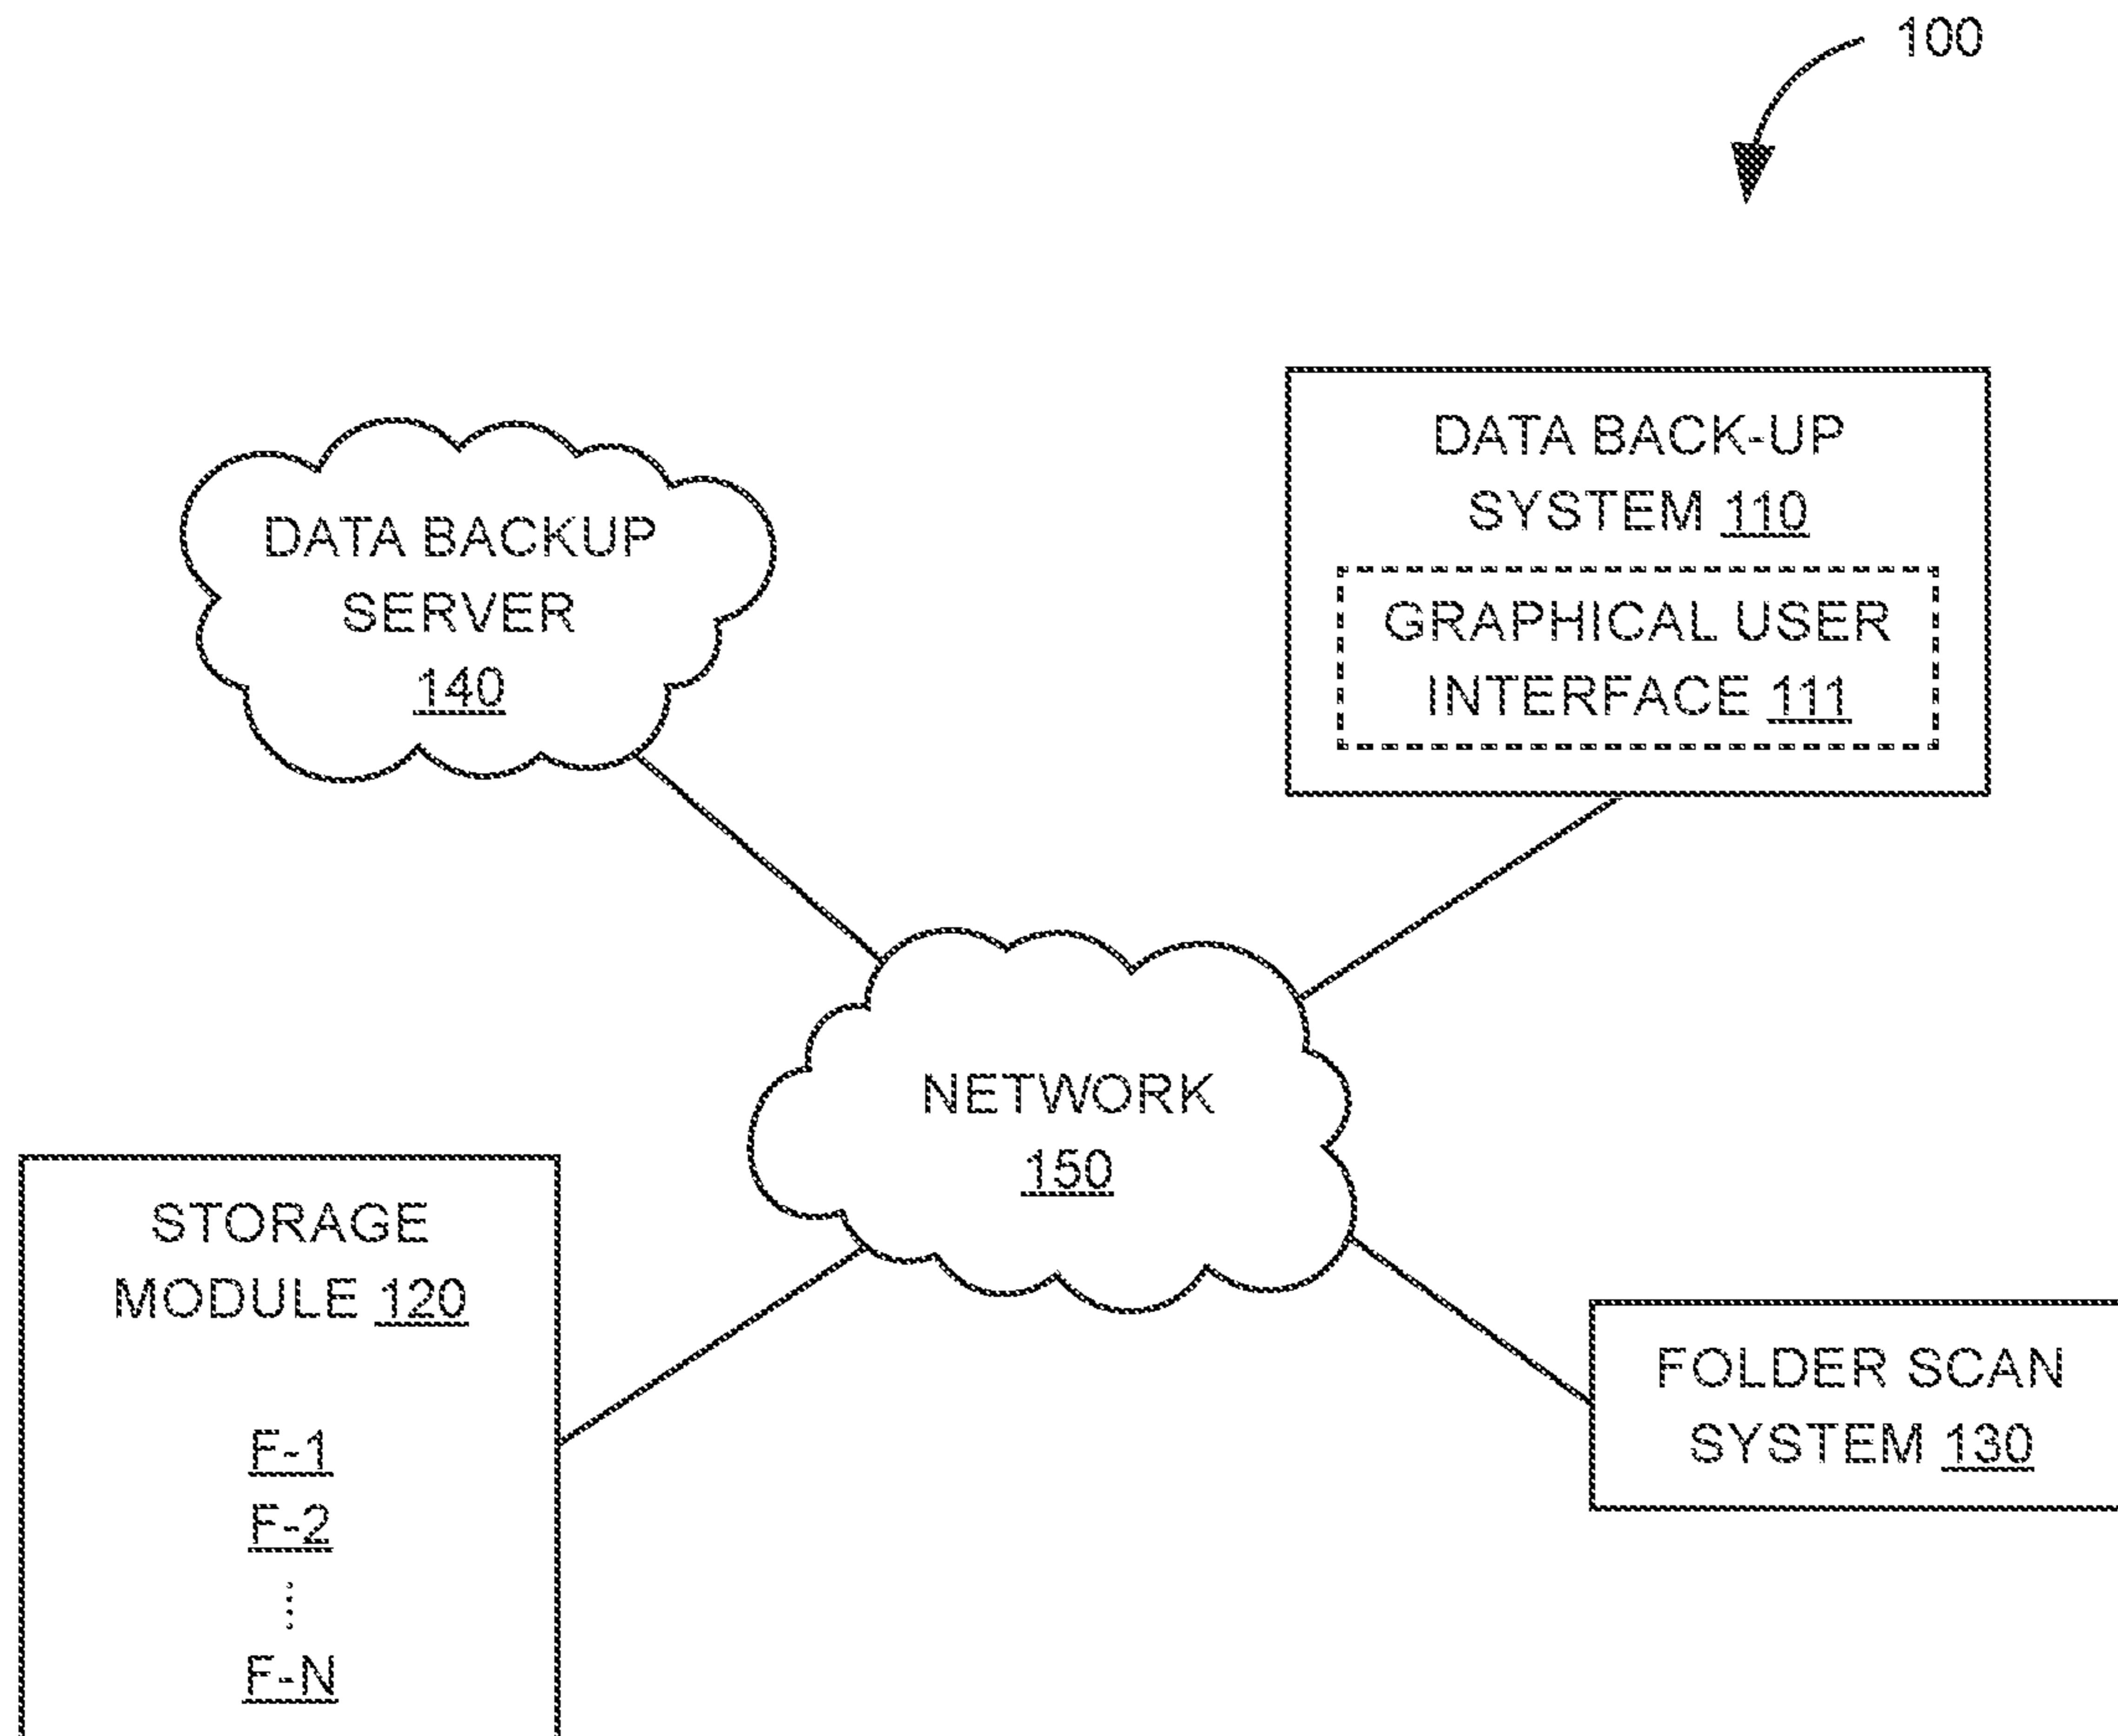 100
DATA BACK-UP
SYSTEM 110
GRAPHICAL USER
INTERFACE 111
DATA BACKUP
SERVER
140
NETWORK
150
STORAGE
MODULE 120
F-1
F-2
⋮
F-N
FOLDER SCAN
SYSTEM 130